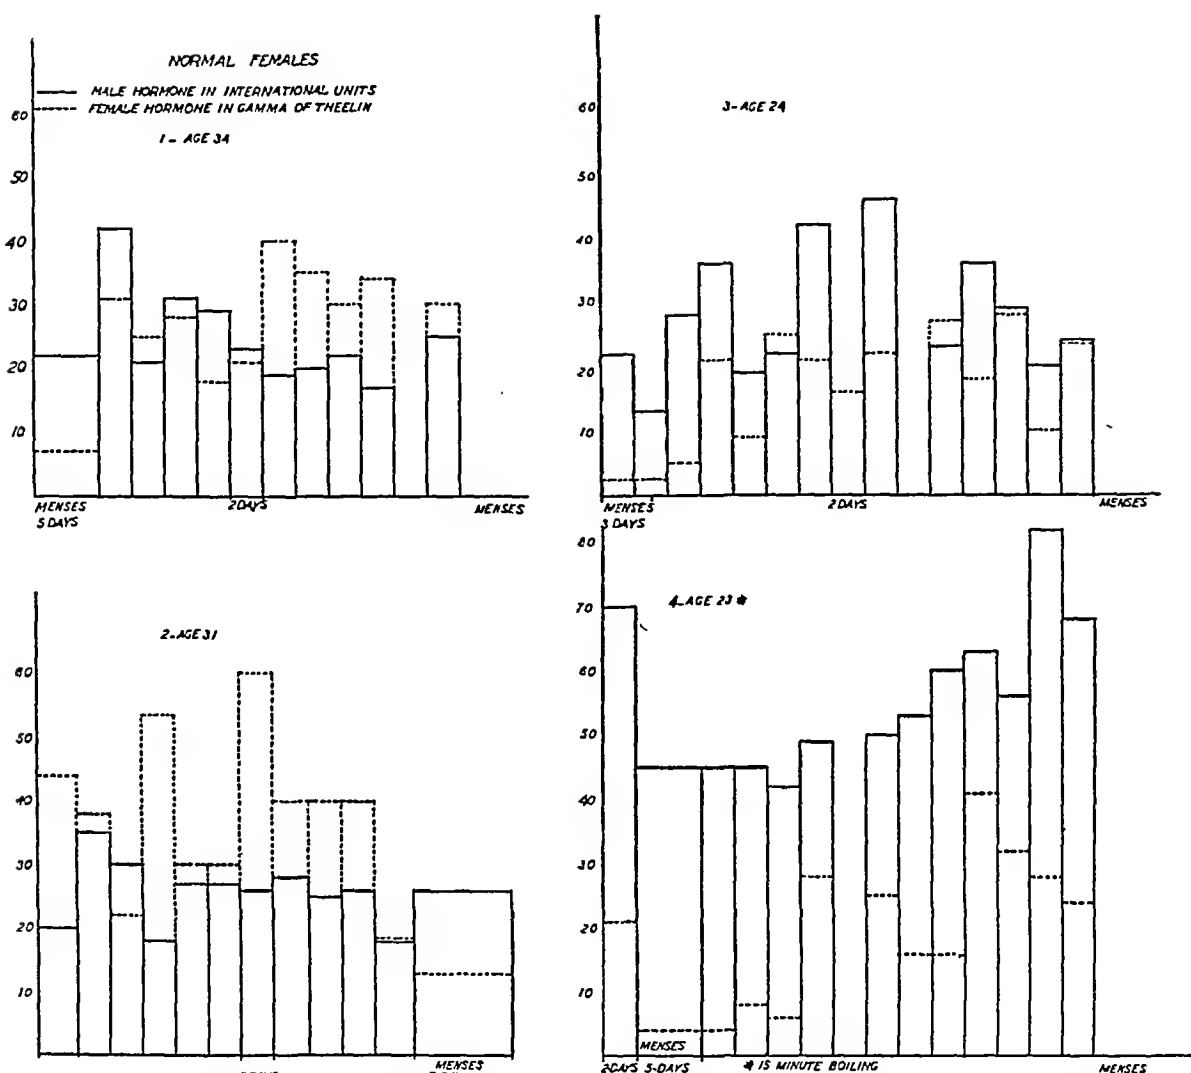 NORMAL FEMALES
MALE HORMONE IN INTERNATIONAL UNITS
FEMALE HORMONE IN GAMMA OF THEELIN
1- AGE 34
60
50
40
30
20
10
MENSES
5 DAYS
2 DAYS
MENSES
3- AGE 24
60
50
40
30
20
10
MENSES
3 DAYS
2 DAYS
MENSES
2- AGE 31
60
50
40
30
20
10
MENSES
4- AGE 23 *
80
70
60
50
40
30
20
10
MENSES
2 DAYS 5-DAYS
* 15 MINUTE BOILING
MENSES